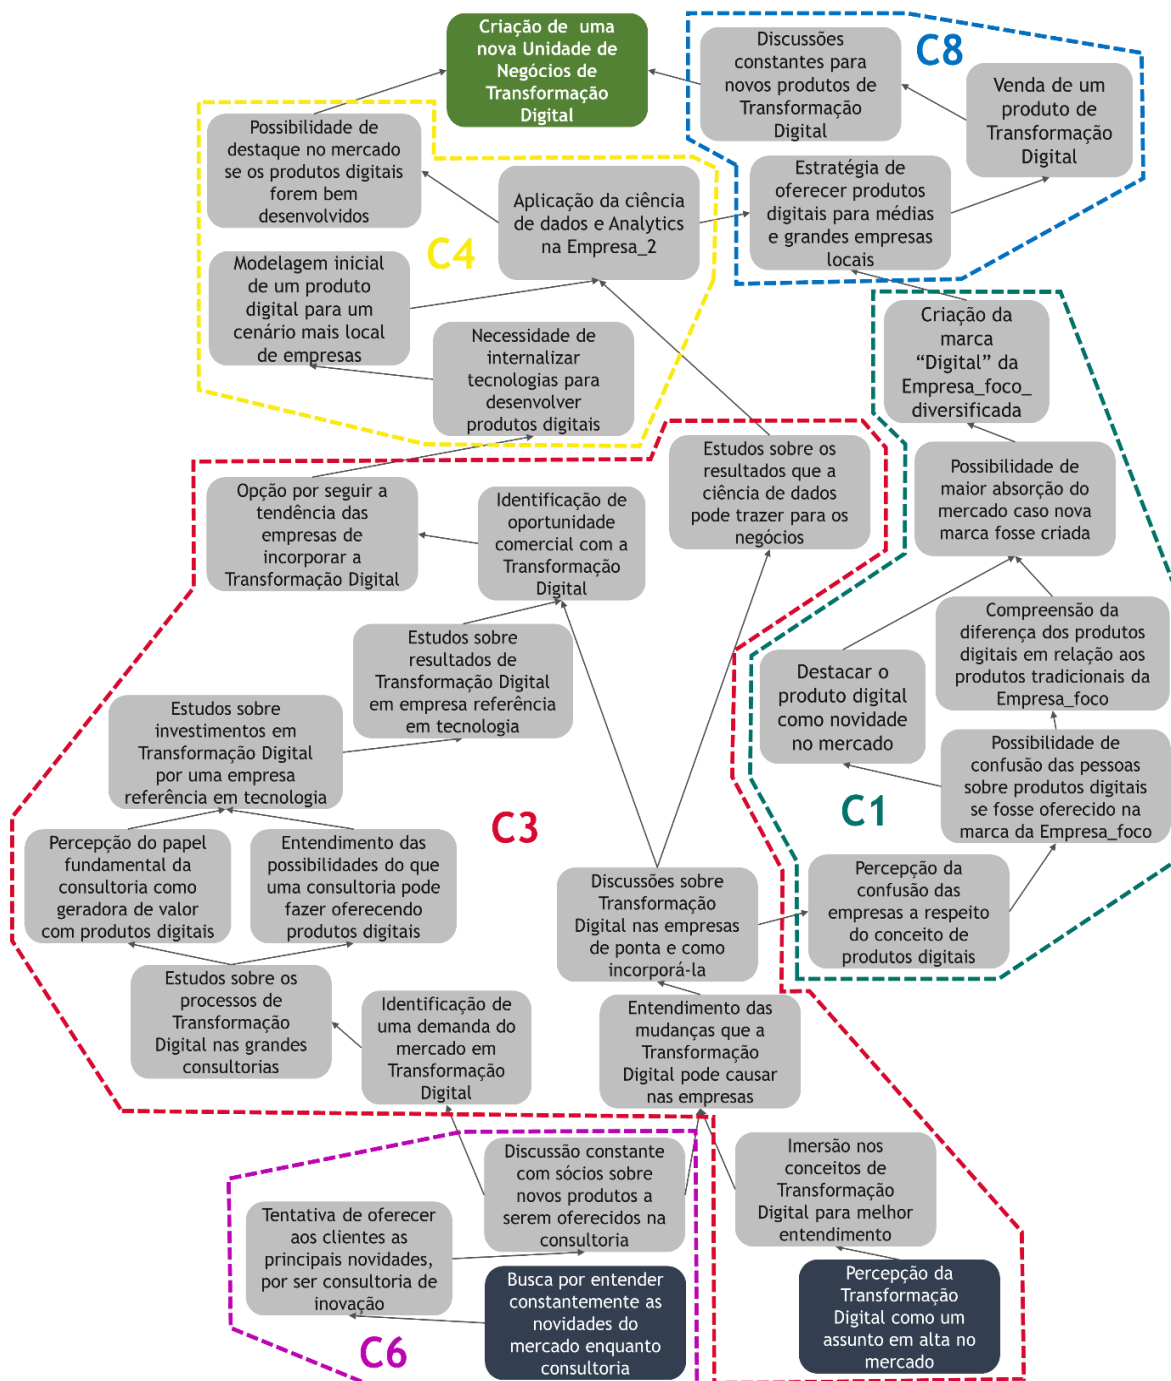 Criação de uma
nova Unidade de
Negócios de
Transformação
Digital
Discussões
constantes para
novos produtos de
Transformação
Digital
C8
Venda de um
produto de
Transformação
Digital
Possibilidade de
destaque no mercado
se os produtos digitais
forem bem
desenvolvidos
Aplicação da ciência
de dados e Analytics
na Empresa_2
Estratégia de
oferecer produtos
digitais para médias
e grandes empresas
locais
C4
Modelagem inicial
de um produto
digital para um
cenário mais local
de empresas
Necessidade de
internalizar
tecnologias para
desenvolver
produtos digitais
Criação da
marca
“Digital” da
Empresa_foco_
diversificada
Estudos sobre os
resultados que a
ciência de dados
pode trazer para os
negócios
Possibilidade de
maior absorção do
mercado caso nova
marca fosse criada
Opção por seguir a
tendência das
empresas de
incorporar a
Transformação Digital
Identificação de
oportunidade
comercial com a
Transformação
Digital
Compreensão da
diferença dos produtos
digitais em relação aos
produtos tradicionais da
Empresa_foco
Estudos sobre
resultados de
Transformação Digital
em empresa referência
em tecnologia
Destacar o
produto digital
como novidade
no mercado
Estudos sobre
investimentos em
Transformação Digital
por uma empresa
referência em tecnologia
Possibilidade de
confusão das pessoas
sobre produtos digitais
se fosse oferecido na
marca da Empresa_foco
C3
C1
Percepção do papel
fundamental da
consultoria como
geradora de valor
com produtos digitais
Entendimento das
possibilidades do que
uma consultoria pode
fazer oferecendo
produtos digitais
Discussões sobre
Transformação
Digital nas empresas
de ponta e como
incorporá-la
Percepção da
confusão das
empresas a respeito
do conceito de
produtos digitais
Estudos sobre os
processos de
Transformação
Digital nas grandes
consultorias
Identificação de
uma demanda do
mercado em
Transformação
Digital
Entendimento das
mudanças que a
Transformação
Digital pode causar
nas empresas
Discussão constante
com sócios sobre
novos produtos a
serem oferecidos na
consultoria
Imersão nos
conceitos de
Transformação
Digital para melhor
entendimento
Tentativa de oferecer
aos clientes as
principais novidades,
por ser consultoria de
inovação
Busca por entender
constantemente as
novidades do
mercado enquanto
consultoria
Percepção da
Transformação
Digital como um
assunto em alta no
mercado
C6